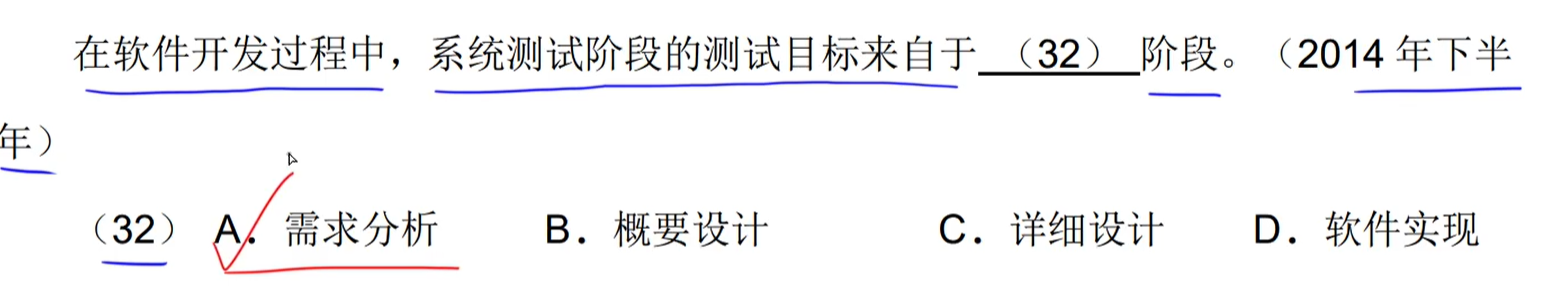 在软件开发过程中，系统测试阶段的测试目标来自于 （32） 阶段。（2014 年下半
年）
（32） A．需求分析 B．概要设计 C．详细设计 D．软件实现